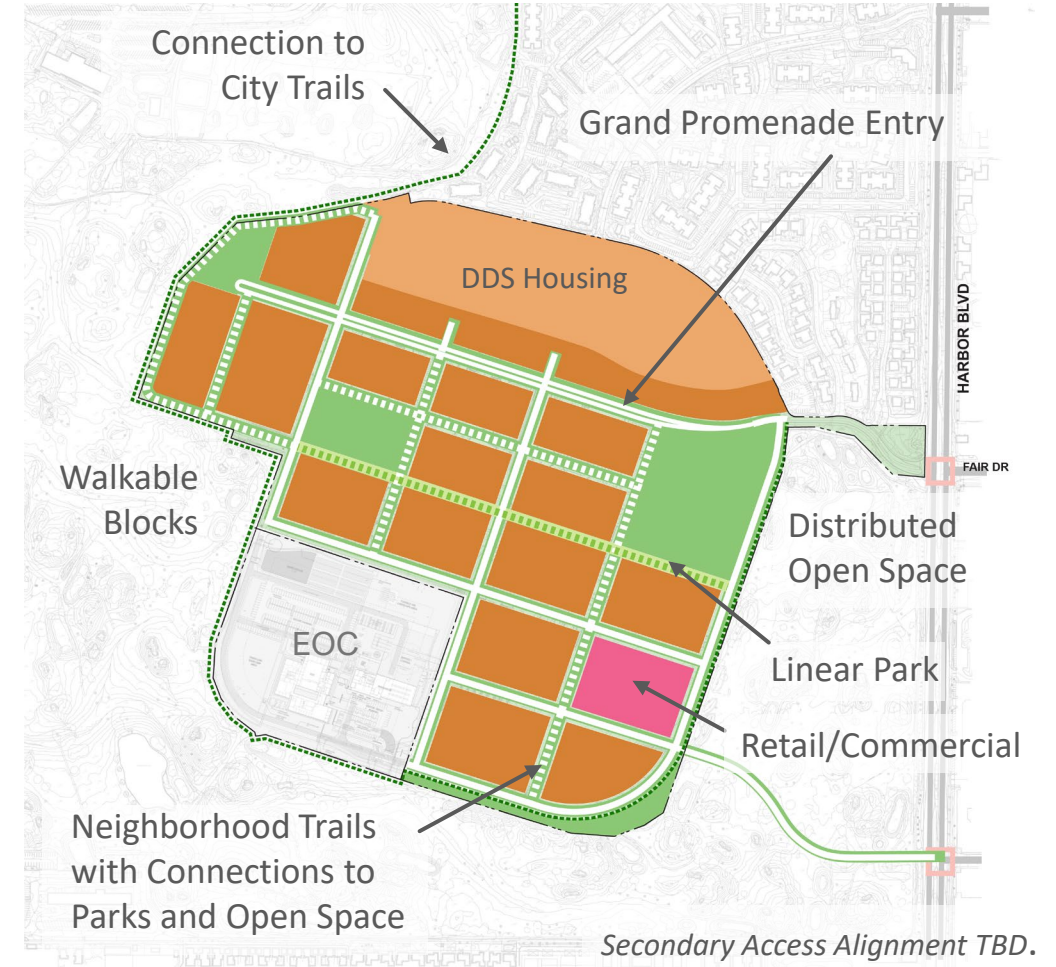 Connection to
City Trails
Grand Promenade Entry
DDS Housing
HARBOR BLVD
FAIR DR
Walkable
Blocks
Distributed
Open Space
EOC
Linear Park
Retail/Commercial
Neighborhood Trails
with Connections to
Parks and Open Space
Secondary Access Alignment TBD.